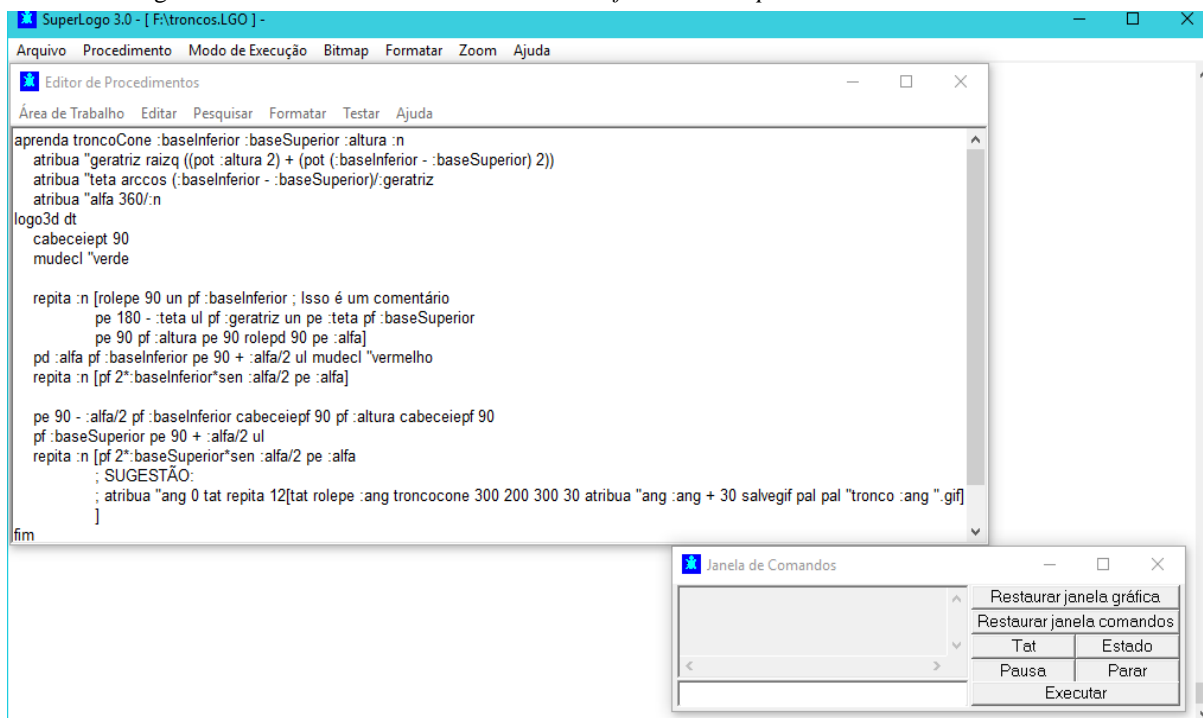 SuperLogo 3.0 - [ F:\troncos.LGO ] -
Arquivo Procedimento Modo de Execução Bitmap Formatar Zoom Ajuda
Editor de Procedimentos
Área de Trabalho Editar Pesquisar Formatar Testar Ajuda
aprenda troncoCone :baseInferior :baseSuperior :altura :n
atribua "geratriz raizq ((pot :altura 2) + (pot (:baseInferior - :baseSuperior) 2))
atribua "teta arccos (:baseInferior - :baseSuperior)/:geratriz
atribua "alfa 360/:n
logo3d dt
cabeceiept 90
mudecl "verde
repita :n [rolepe 90 un pf :baseInferior ; Isso é um comentário
pe 180 - :teta ul pf :geratriz un pe :teta pf :baseSuperior
pe 90 pf :altura pe 90 rolepd 90 pe :alfa]
pd :alfa pf :baseInferior pe 90 + :alfa/2 ul mudecl "vermelho
repita :n [pf 2*:baseInferior*sen :alfa/2 pe :alfa]
pe 90 - :alfa/2 pf :baseInferior cabeceiepf 90 pf :altura cabeceiepf 90
pf :baseSuperior pe 90 + :alfa/2 ul
repita :n [pf 2*:baseSuperior*sen :alfa/2 pe :alfa
; SUGESTÃO:
; atribua "ang 0 tat repita 12[tat rolepe :ang troncocone 300 200 300 30 atribua "ang :ang + 30 salvegif pal pal "tronco :ang ".gif]
]
fim
Janela de Comandos
Restaurar janela gráfica
Restaurar janela comandos
Tat Estado
Pausa Parar
Executar